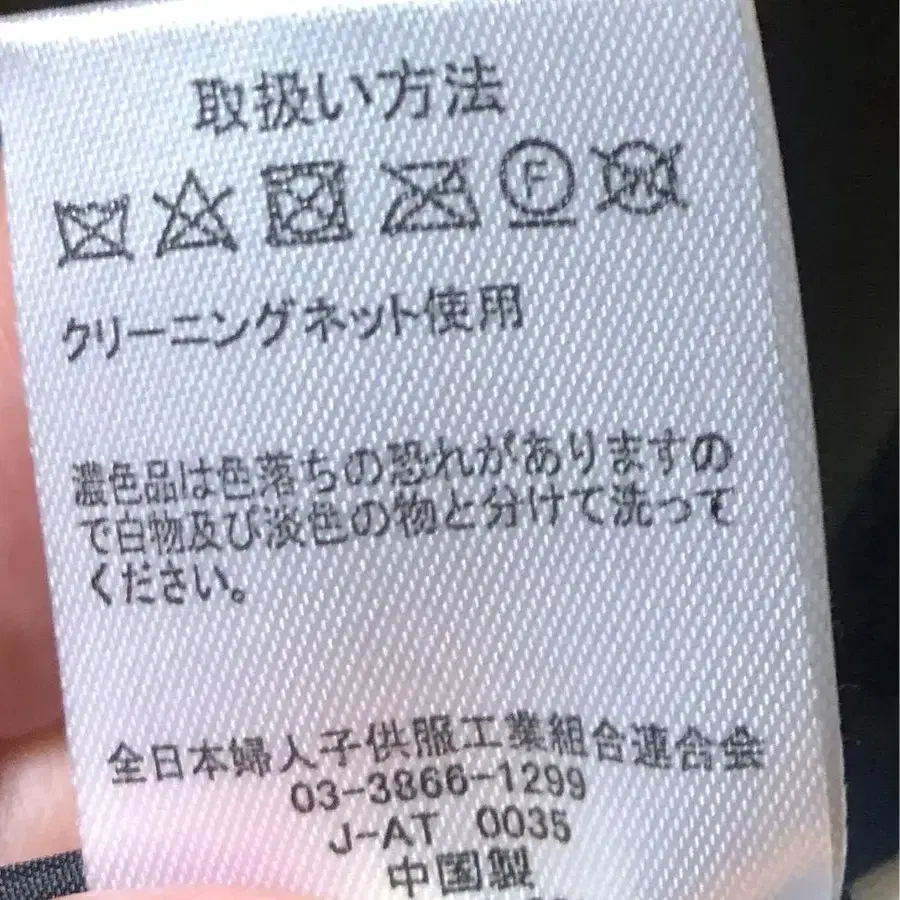 取扱い方法
F W
クリーニングネット使用
濃色品は色落ちの恐れがありますの
で白物及び淡色の物と分けて洗って
ください。
全日本婦人子供服工業組合連合会
03-3866-1299
J-AT 0035
中国製